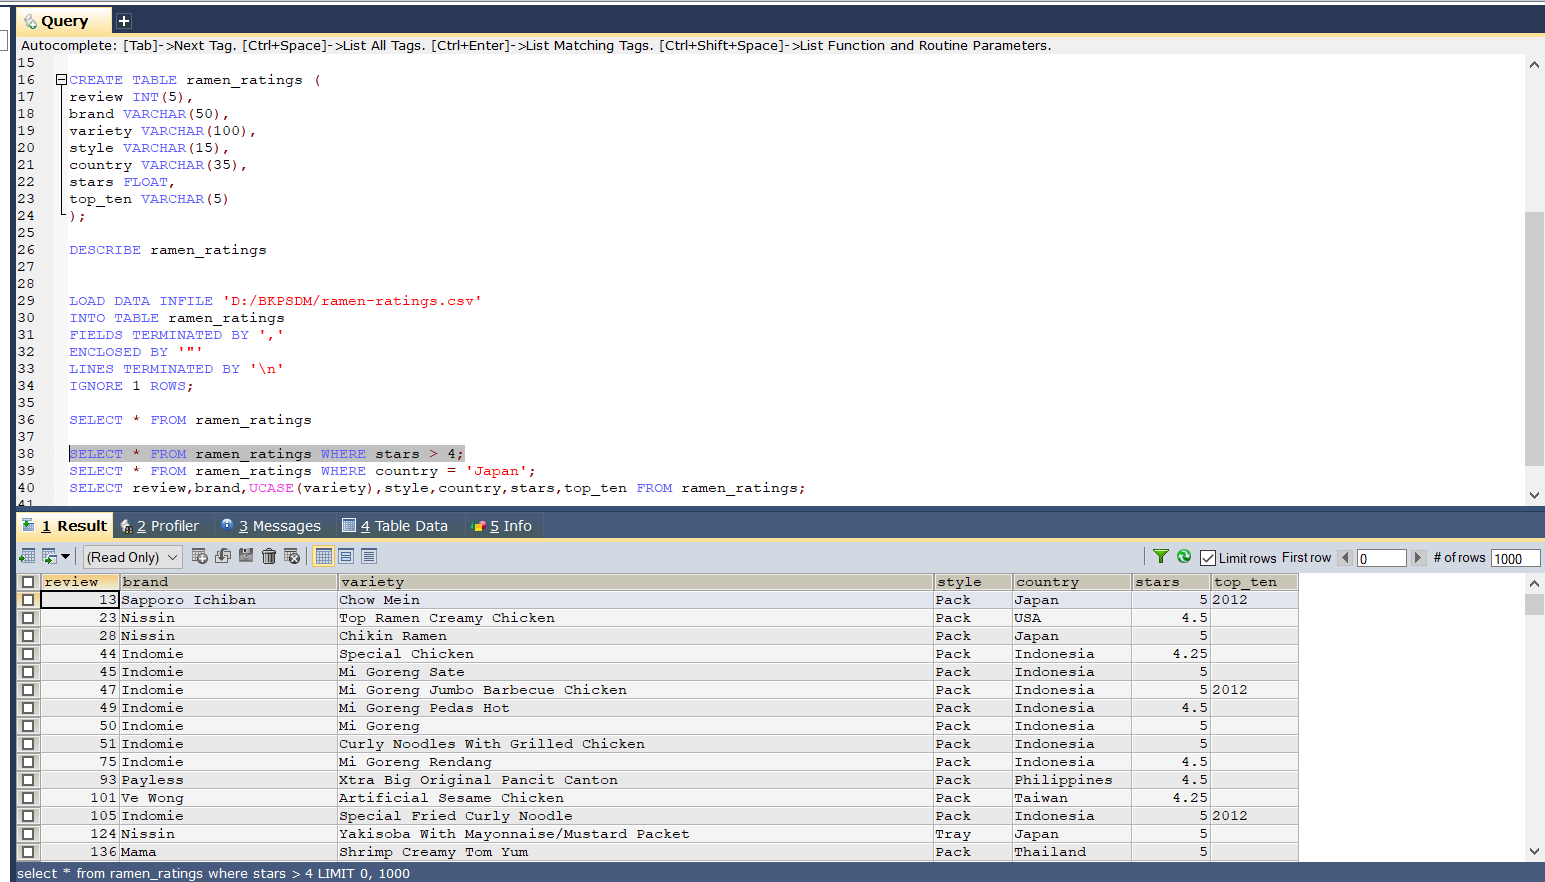 Query +
Autocomplete: [Tab]->Next Tag. [Ctrl+Space]->List All Tags. [Ctrl+Enter]->List Matching Tags. [Ctrl+Shift+Space]->List Function and Routine Parameters.
15
16 CREATE TABLE ramen_ratings (
17 review INT(5),
18 brand VARCHAR(50),
19 variety VARCHAR(100),
20 style VARCHAR(15),
21 country VARCHAR(35),
22 stars FLOAT,
23 top_ten VARCHAR(5)
24 );
25
26 DESCRIBE ramen_ratings
27
28
29 LOAD DATA INFILE 'D:/BKPSDM/ramen-ratings.csv'
30 INTO TABLE ramen_ratings
31 FIELDS TERMINATED BY ','
32 ENCLOSED BY '"'
33 LINES TERMINATED BY '\n'
34 IGNORE 1 ROWS;
35
36 SELECT * FROM ramen_ratings
37
38 SELECT * FROM ramen_ratings WHERE stars > 4;
39 SELECT * FROM ramen_ratings WHERE country = 'Japan';
40 SELECT review,brand,UCASE(variety),style,country,stars,top_ten FROM ramen_ratings;
41
1 Result 2 Profiler 3 Messages 4 Table Data 5 Info
(Read Only) Limit rows First row 0 # of rows 1000
review brand variety style country stars top_ten
13 Sapporo Ichiban Chow Mein Pack Japan 5 2012
23 Nissin Top Ramen Creamy Chicken Pack USA 4.5
28 Nissin Chikin Ramen Pack Japan 5
44 Indomie Special Chicken Pack Indonesia 4.25
45 Indomie Mi Goreng Sate Pack Indonesia 5
47 Indomie Mi Goreng Jumbo Barbecue Chicken Pack Indonesia 5 2012
49 Indomie Mi Goreng Pedas Hot Pack Indonesia 4.5
50 Indomie Mi Goreng Pack Indonesia 5
51 Indomie Curly Noodles With Grilled Chicken Pack Indonesia 5
75 Indomie Mi Goreng Rendang Pack Indonesia 4.5
93 Payless Xtra Big Original Pancit Canton Pack Philippines 4.5
101 Ve Wong Artificial Sesame Chicken Pack Taiwan 4.25
105 Indomie Special Fried Curly Noodle Pack Indonesia 5 2012
124 Nissin Yakisoba With Mayonnaise/Mustard Packet Tray Japan 5
136 Mama Shrimp Creamy Tom Yum Pack Thailand 5
select * from ramen_ratings where stars > 4 LIMIT 0, 1000